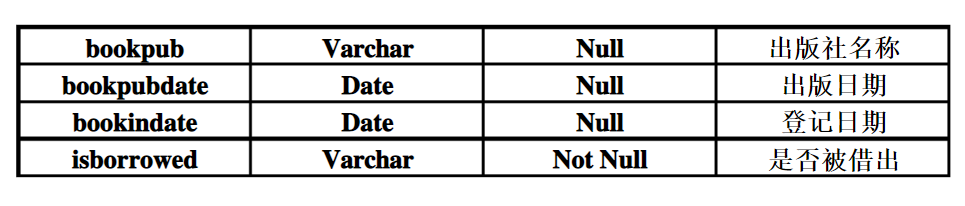 bookpub Varchar Null 出版社名称
bookpubdate Date Null 出版日期
bookindate Date Null 登记日期
isborrowed Varchar Not Null 是否被借出